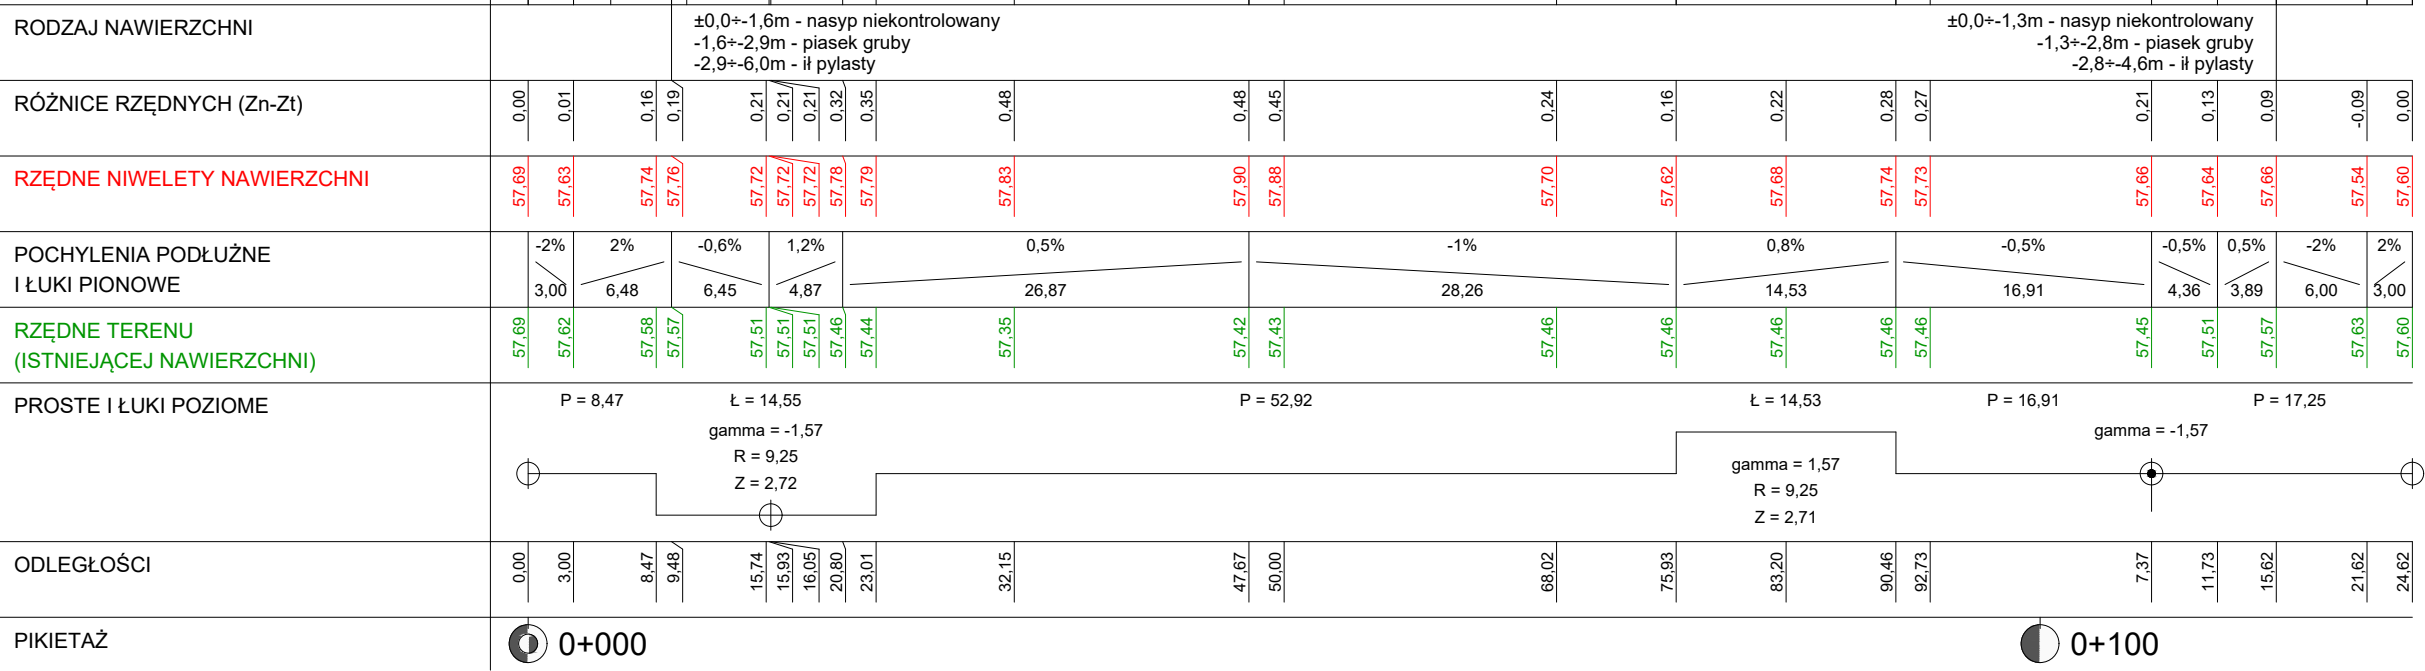 RODZAJ NAWIERZCHNI
±0,0÷-1,6m - nasyp niekontrolowany
-1,6÷-2,9m - piasek gruby
-2,9÷-6,0m - ił pylasty
±0,0÷-1,3m - nasyp niekontrolowany
-1,3÷-2,8m - piasek gruby
-2,8÷-4,6m - ił pylasty
RÓŻNICE RZĘDNYCH (Zn-Zt)
0,00 0,01 0,16 0,19 0,21 0,21 0,21 0,32 0,35 0,48 0,48 0,45 0,24 0,16 0,22 0,28 0,27 0,21 0,13 0,09 -0,09 0,00
RZĘDNE NIWELETY NAWIERZCHNI
57,69 57,63 57,74 57,76 57,72 57,72 57,72 57,78 57,79 57,83 57,90 57,88 57,70 57,62 57,68 57,74 57,73 57,66 57,64 57,66 57,54 57,60
POCHYLENIA PODŁUŻNE
I ŁUKI PIONOWE
-2% 2% -0,6% 1,2% 0,5% -1% 0,8% -0,5% -0,5% 0,5% -2% 2%
3,00 6,48 6,45 4,87 26,87 28,26 14,53 16,91 4,36 3,89 6,00 3,00
RZĘDNE TERENU
(ISTNIEJĄCEJ NAWIERZCHNI)
57,69 57,62 57,58 57,57 57,51 57,51 57,51 57,46 57,44 57,35 57,42 57,43 57,46 57,46 57,46 57,46 57,46 57,45 57,51 57,57 57,63 57,60
PROSTE I ŁUKI POZIOME
P = 8,47
Ł = 14,55
gamma = -1,57
R = 9,25
Z = 2,72
P = 52,92
Ł = 14,53
gamma = 1,57
R = 9,25
Z = 2,71
P = 16,91
gamma = -1,57
P = 17,25
ODLEGŁOŚCI
0,00 3,00 8,47 9,48 15,74 15,93 16,05 20,80 23,01 32,15 47,67 50,00 68,02 75,93 83,20 90,46 92,73 7,37 11,73 15,62 21,62 24,62
PIKIETAŻ
0+000
0+100